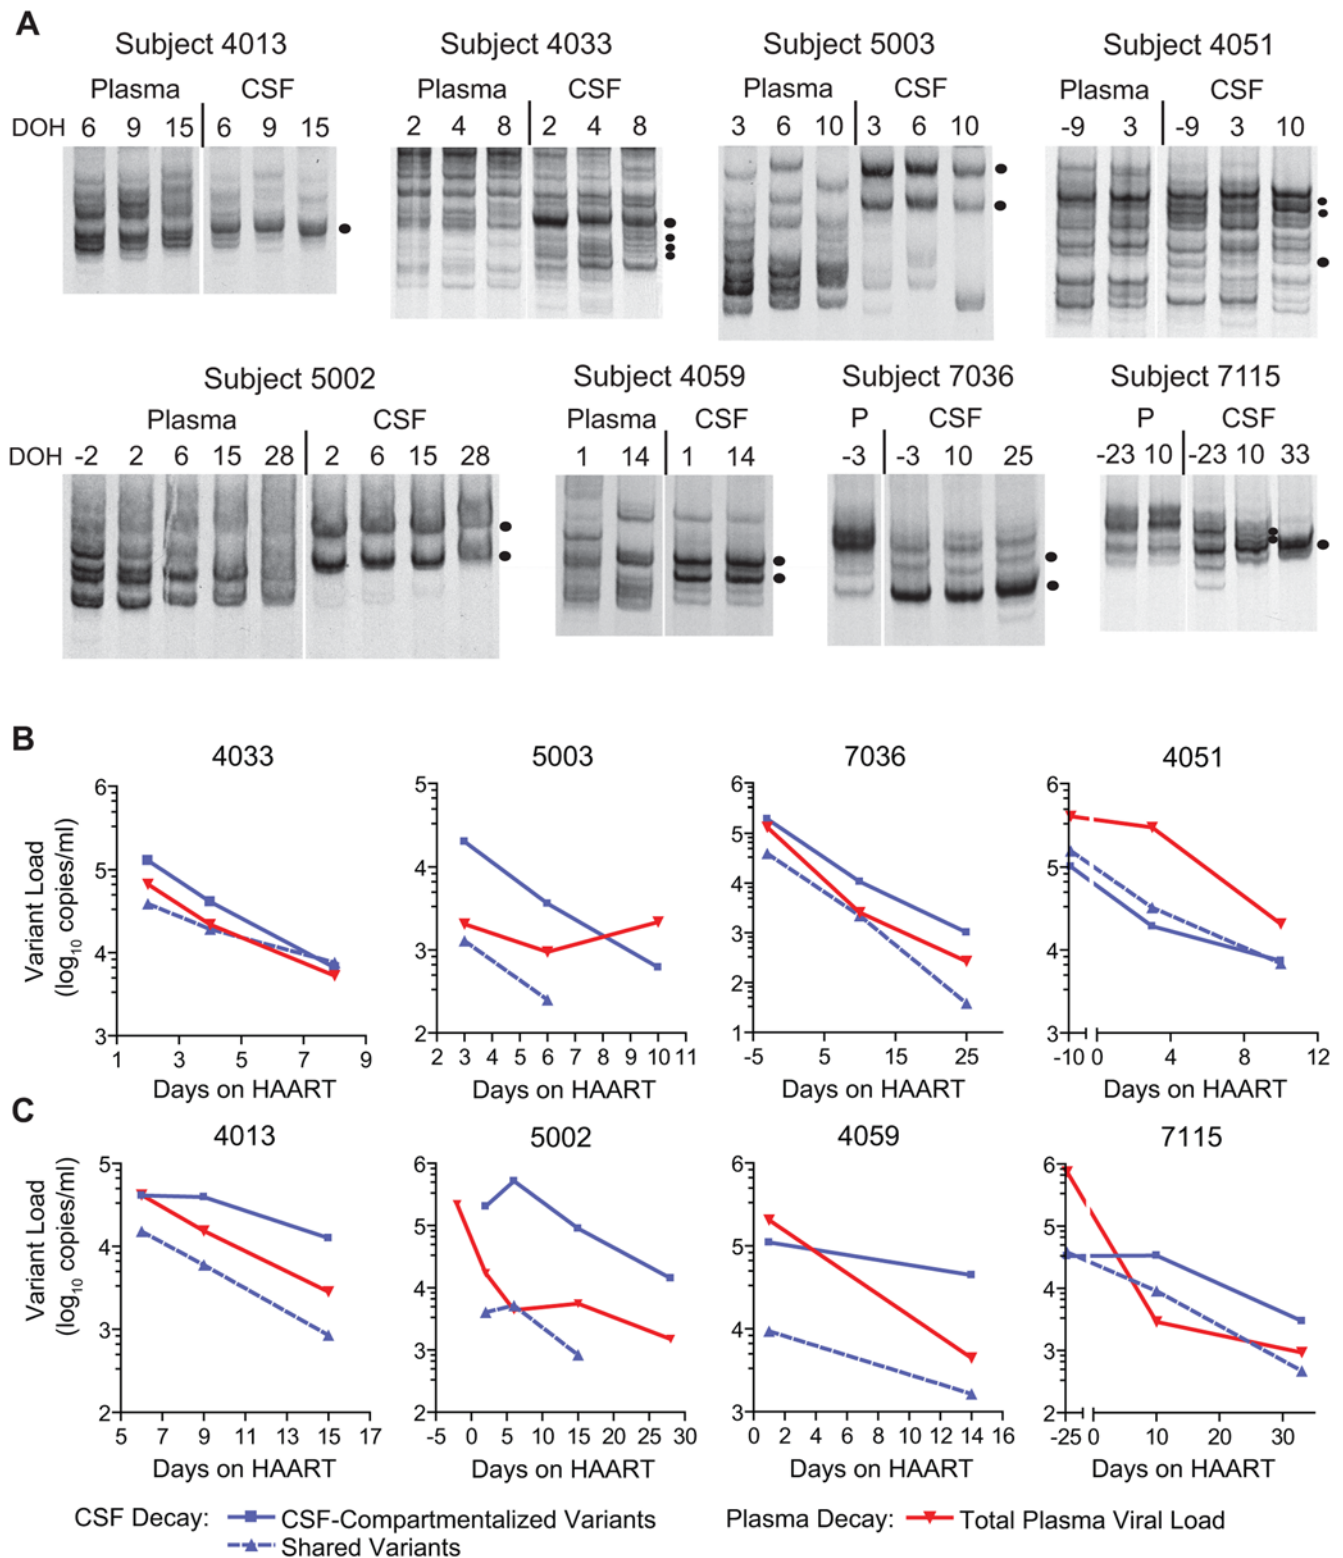 A
Subject 4013
Plasma CSF
DOH 6 9 15 6 9 15
Subject 4033
Plasma CSF
2 4 8 2 4 8
Subject 5003
Plasma CSF
3 6 10 3 6 10
Subject 4051
Plasma CSF
-9 3 -9 3 10
Subject 5002
Plasma CSF
DOH -2 2 6 15 28 2 6 15 28
Subject 4059
Plasma CSF
1 14 1 14
Subject 7036
P CSF
-3 -3 10 25
Subject 7115
P CSF
-23 10 -23 10 33
B
4033
Variant Load
(log10 copies/ml)
6
5
4
3
1 3 5 7 9
Days on HAART
5003
5
4
3
2
2 3 4 5 6 7 8 9 10 11
Days on HAART
7036
6
5
4
3
2
1
-5 5 15 25
Days on HAART
4051
6
5
4
3
-10 0 4 8 12
Days on HAART
C
4013
Variant Load
(log10 copies/ml)
5
4
3
2
5 7 9 11 13 15 17
Days on HAART
5002
6
5
4
3
2
-5 0 5 10 15 20 25 30
Days on HAART
4059
6
5
4
3
0 2 4 6 8 10 12 14 16
Days on HAART
7115
6
5
4
3
2
-25 0 10 20 30
Days on HAART
CSF Decay: CSF-Compartmentalized Variants
Shared Variants
Plasma Decay: Total Plasma Viral Load